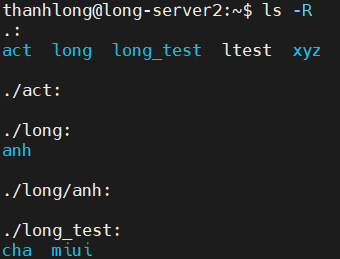 thanhlong@long-server2:~$ ls -R
.:
act long long_test ltest xyz
./act:
./long:
anh
./long/anh:
./long_test:
cha miui